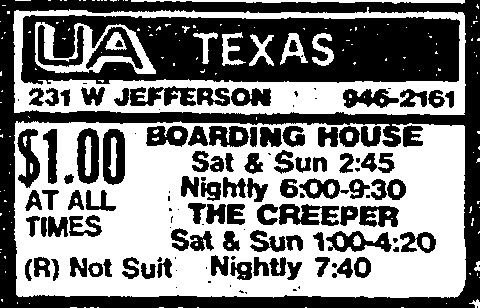 UA TEXAS
231 W JEFFERSON 946-2161
$1.00
AT ALL
TIMES
(R) Not Suit
BOARDING HOUSE
Sat & Sun 2:45
Nightly 6:00-9:30
THE CREEPER
Sat & Sun 1:00-4:20
Nightly 7:40